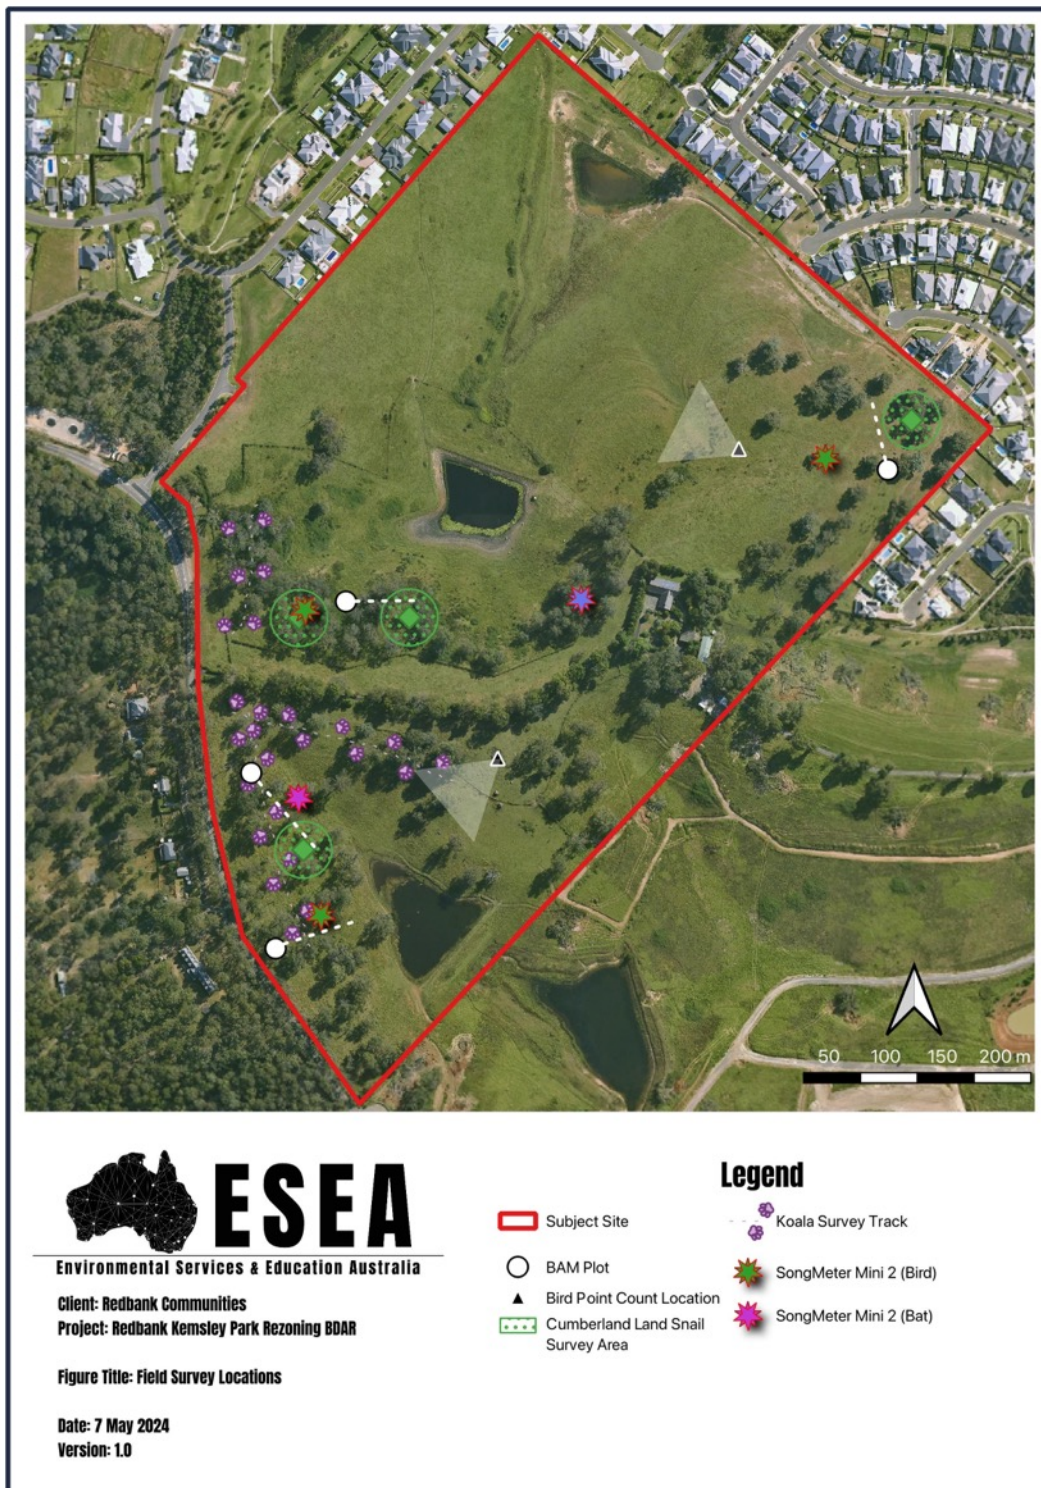 50 100 150 200 m
ESEA
Environmental Services & Education Australia
Client: Redbank Communities
Project: Redbank Kemsley Park Rezoning BDAR
Figure Title: Field Survey Locations
Date: 7 May 2024
Version: 1.0
Legend
Subject Site
BAM Plot
Bird Point Count Location
Cumberland Land Snail
Survey Area
Koala Survey Track
SongMeter Mini 2 (Bird)
SongMeter Mini 2 (Bat)